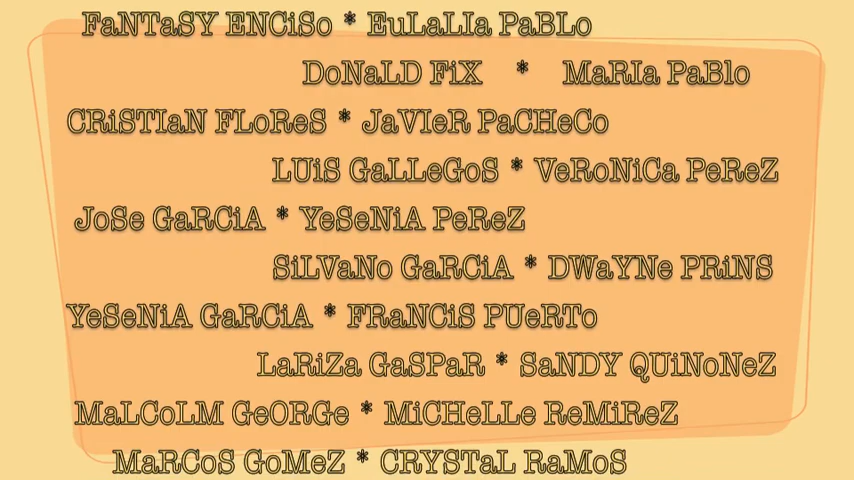 FaNTaSY ENCiSo * EuLaLIa PaBLo
DoNaLD FiX * MaRIa PaBlo
CRiSTIaN FLoReS * JaVIeR PaCHeCo
LUiS GaLLeGoS * VeRoNiCa PeReZ
JoSe GaRCiA * YeSeNiA PeReZ
SiLVaNo GaRCiA * DWaYNe PRiNS
YeSeNiA GaRCiA * FRaNCiS PUeRTo
LaRiZa GaSPaR * SaNDY QUiNoNeZ
MaLCoLM GeORGe * MiCHeLLe ReMiReZ
MaRCoS GoMeZ * CRYSTaL RaMoS